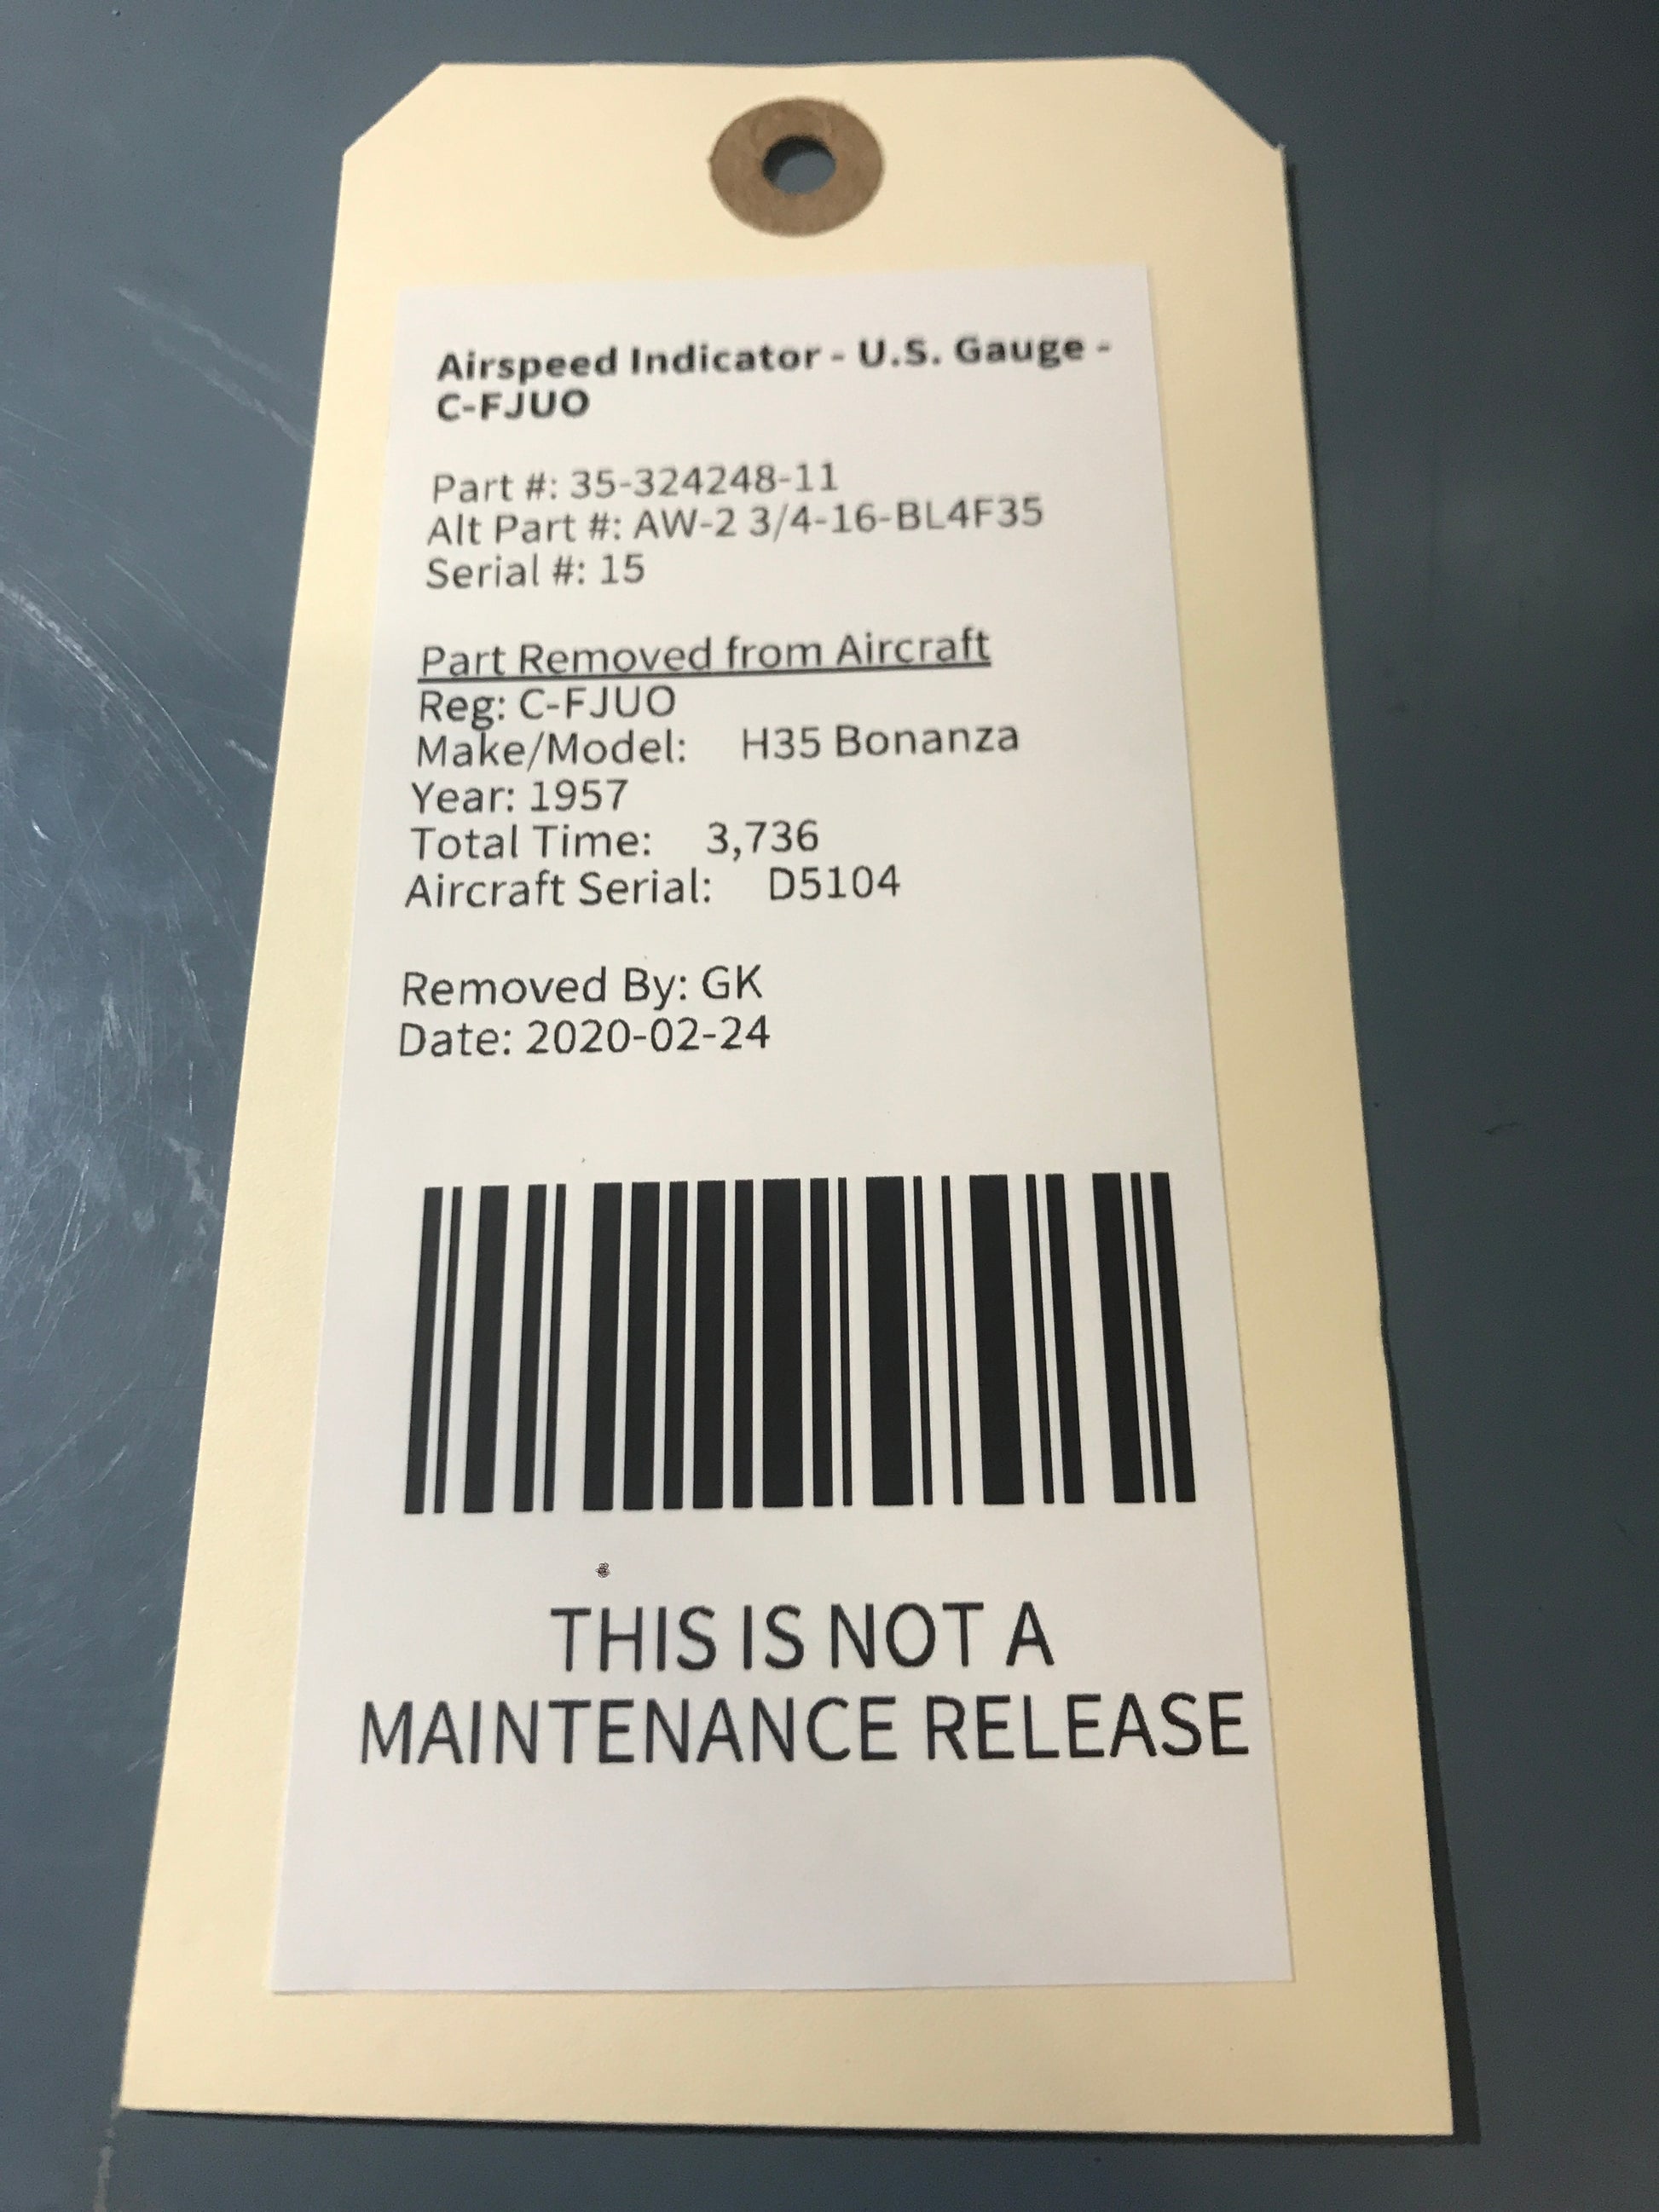 Airspeed Indicator - U.S. Gauge -
C-FJUO
Part #: 35-324248-11
Alt Part #: AW-2 3/4-16-BL4F35
Serial #: 15
Part Removed from Aircraft
Reg: C-FJUO
Make/Model: H35 Bonanza
Year: 1957
Total Time: 3,736
Aircraft Serial: D5104
Removed By: GK
Date: 2020-02-24
THIS IS NOT A
MAINTENANCE RELEASE